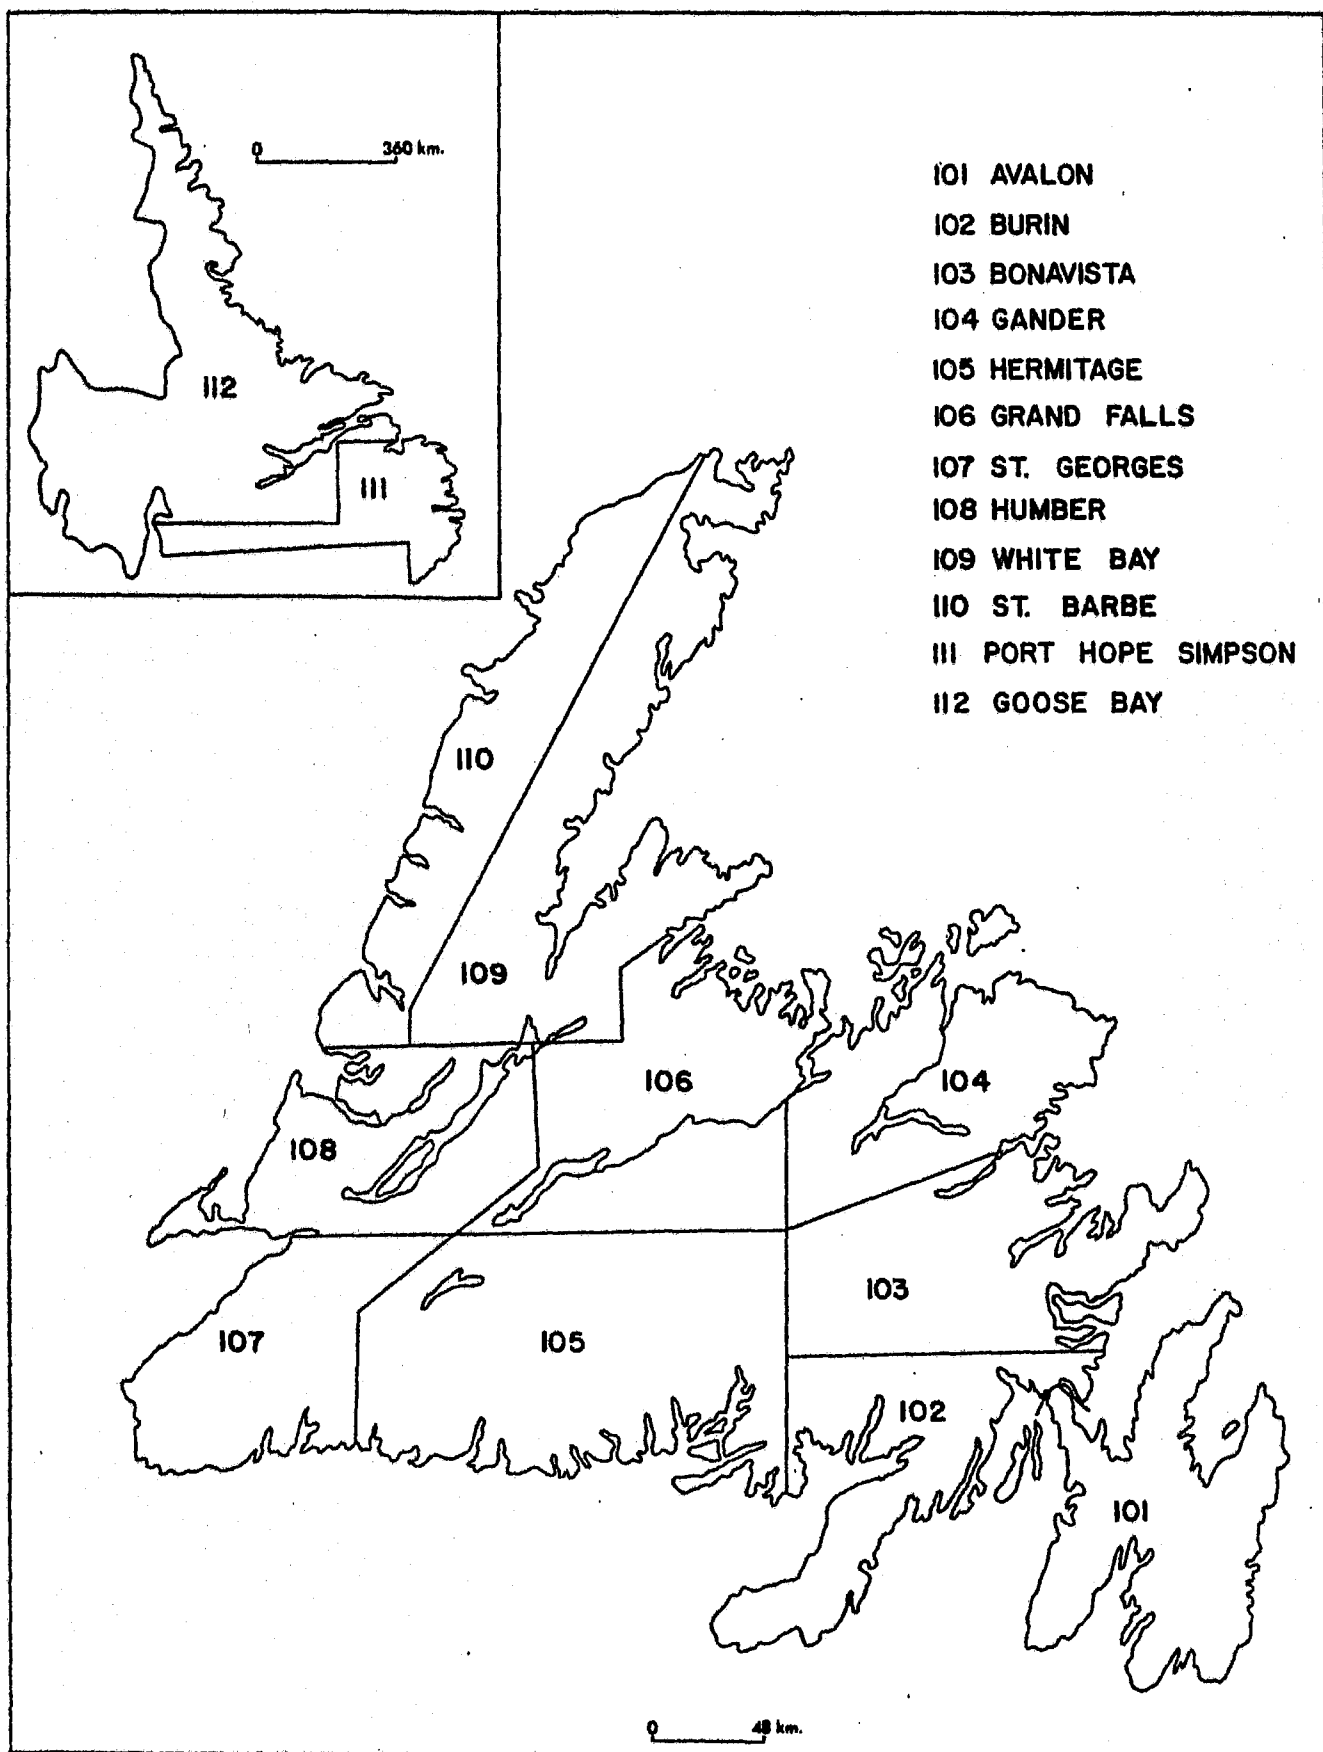 0 360 km.
112
111
101 AVALON
102 BURIN
103 BONAVISTA
104 GANDER
105 HERMITAGE
106 GRAND FALLS
107 ST. GEORGES
108 HUMBER
109 WHITE BAY
110 ST. BARBE
111 PORT HOPE SIMPSON
112 GOOSE BAY
110
109
106
104
108
103
107
105
102
101
0 48 km.